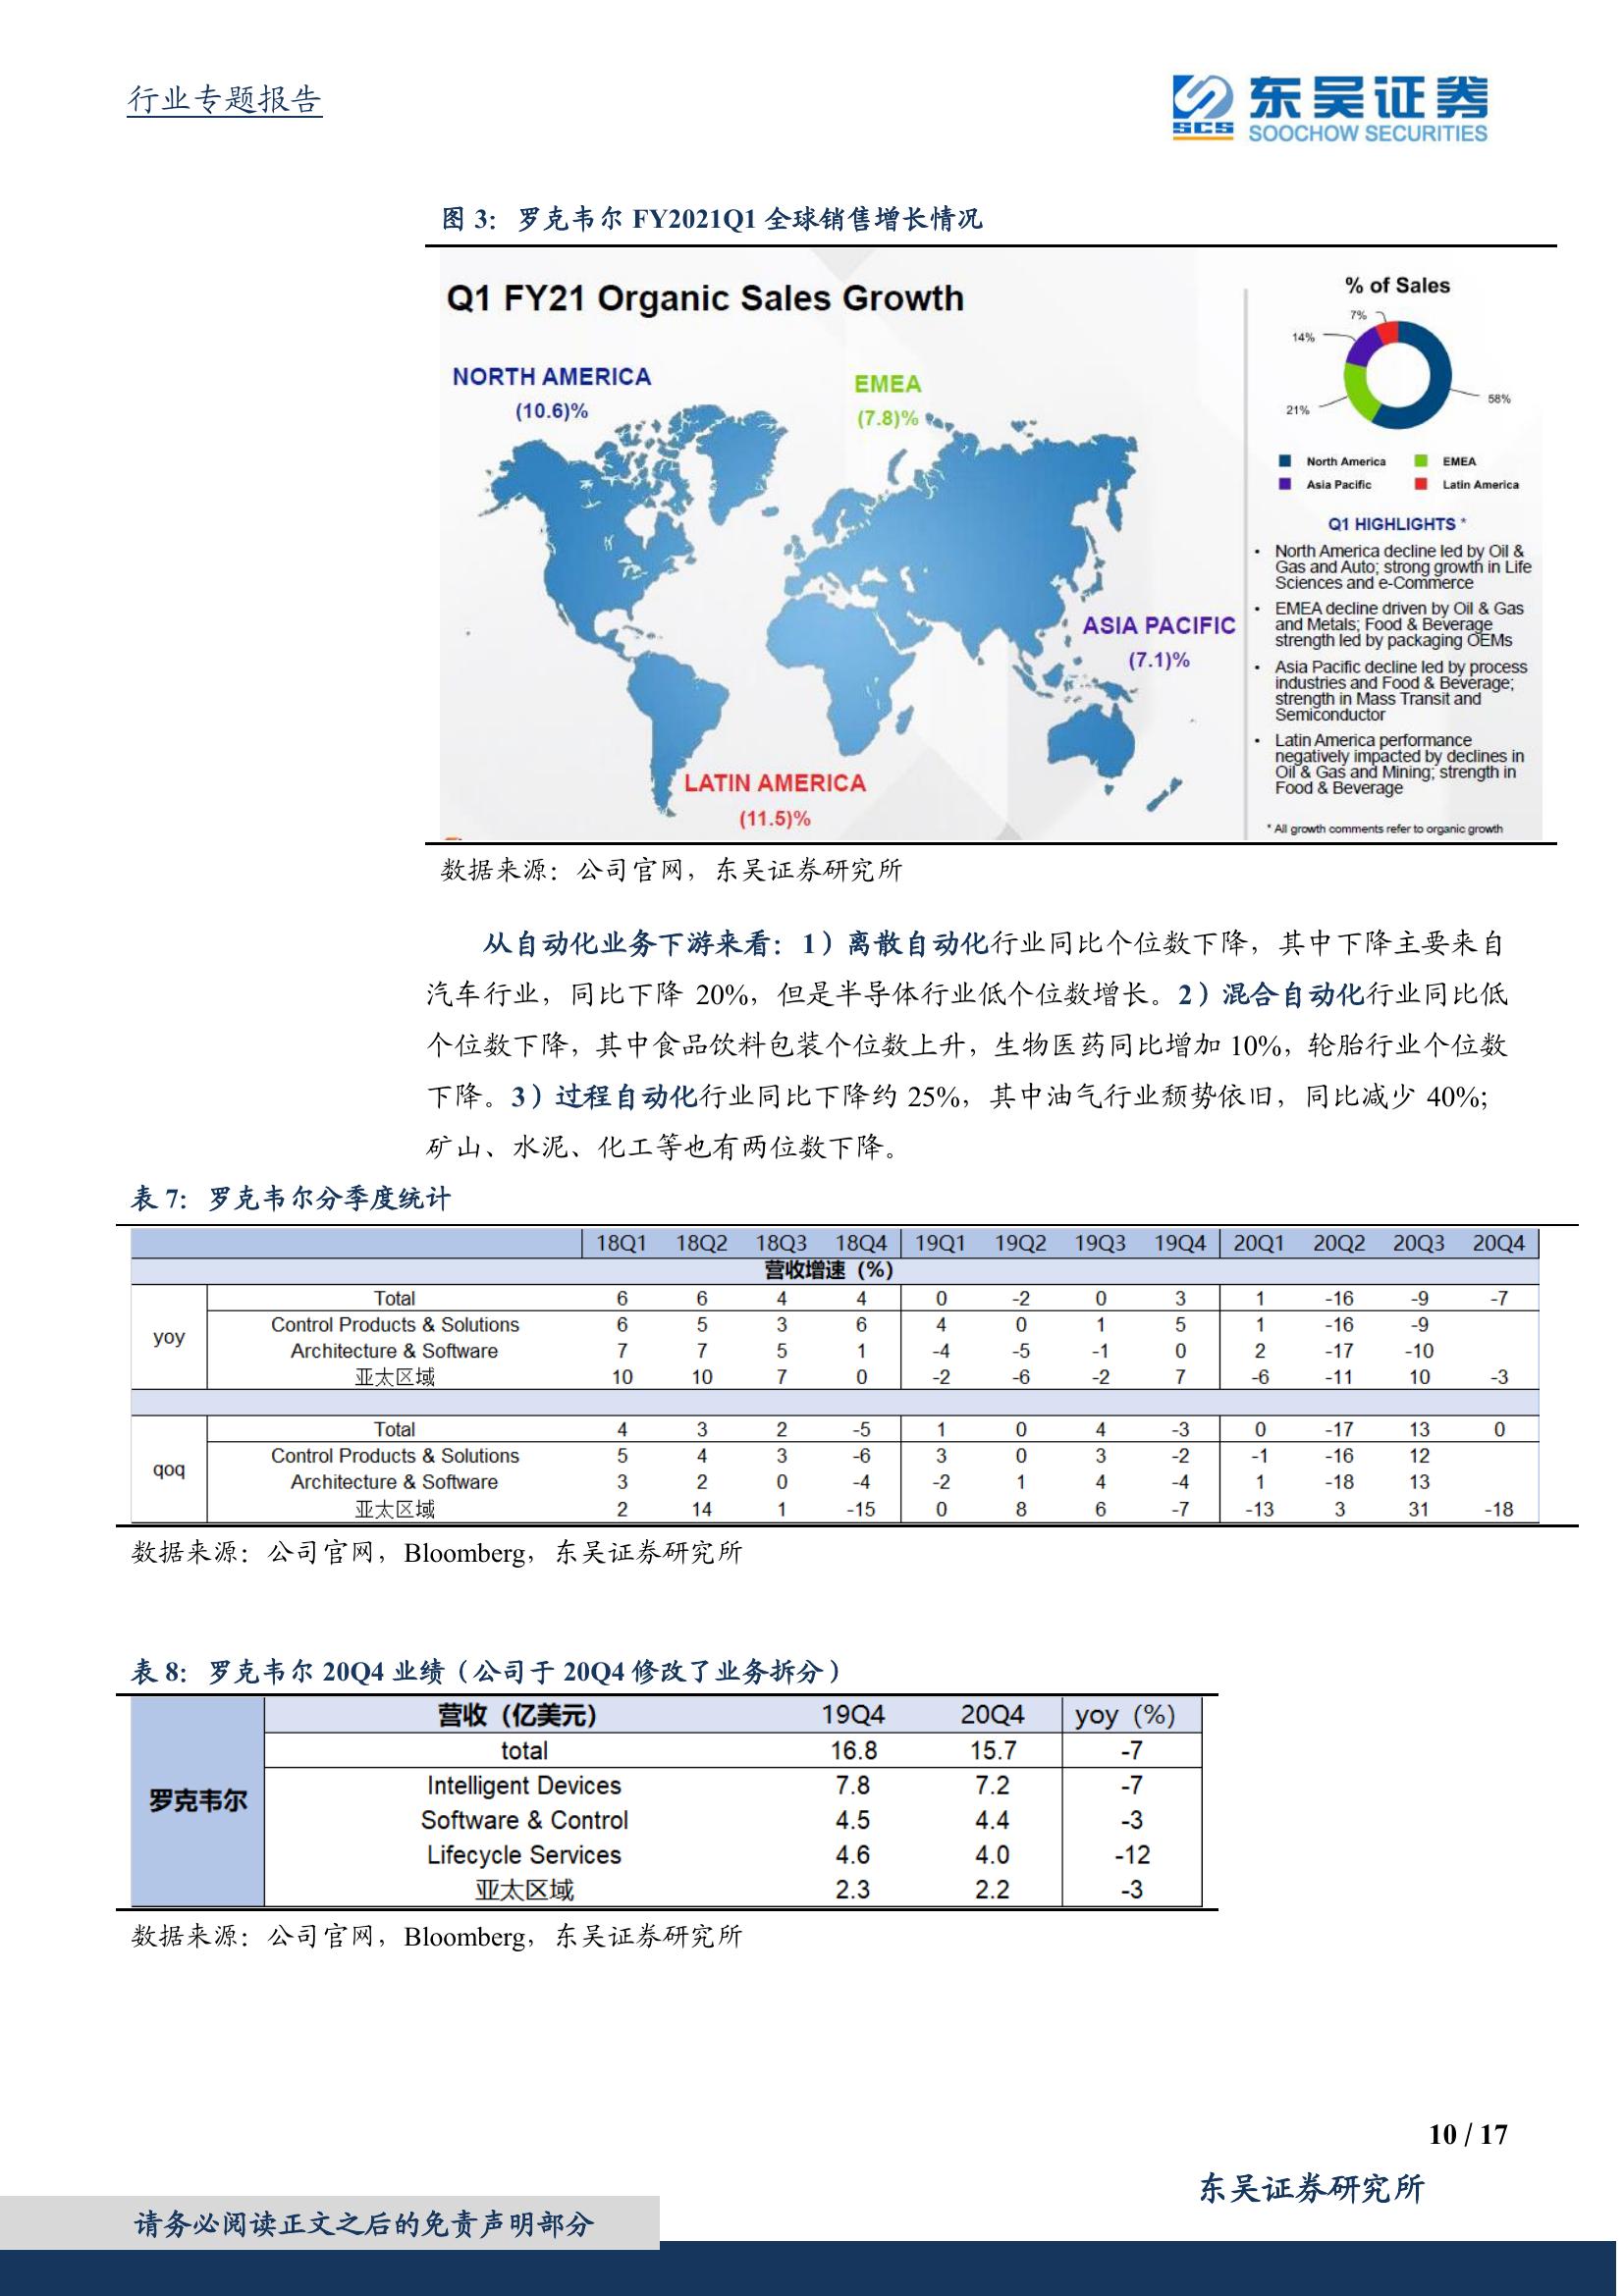 行业专题报告
SCS
东吴证券
SOOCHOW SECURITIES
图 3：罗克韦尔 FY2021Q1 全球销售增长情况
Q1 FY21 Organic Sales Growth
NORTH AMERICA
(10.6)%
EMEA
(7.8)%
ASIA PACIFIC
(7.1)%
LATIN AMERICA
(11.5)%
% of Sales
7%
14%
21%
58%
North America
EMEA
Asia Pacific
Latin America
Q1 HIGHLIGHTS *
• North America decline led by Oil &
Gas and Auto; strong growth in Life
Sciences and e-Commerce
• EMEA decline driven by Oil & Gas
and Metals; Food & Beverage
strength led by packaging OEMs
• Asia Pacific decline led by process
industries and Food & Beverage;
strength in Mass Transit and
Semiconductor
• Latin America performance
negatively impacted by declines in
Oil & Gas and Mining; strength in
Food & Beverage
* All growth comments refer to organic growth
数据来源：公司官网，东吴证券研究所
从自动化业务下游来看：1）离散自动化行业同比个位数下降，其中下降主要来自
汽车行业，同比下降 20%，但是半导体行业低个位数增长。2）混合自动化行业同比低
个位数下降，其中食品饮料包装个位数上升，生物医药同比增加 10%，轮胎行业个位数
下降。3）过程自动化行业同比下降约 25%，其中油气行业颓势依旧，同比减少 40%；
矿山、水泥、化工等也有两位数下降。
表 7：罗克韦尔分季度统计
18Q1 18Q2 18Q3 18Q4 19Q1 19Q2 19Q3 19Q4 20Q1 20Q2 20Q3 20Q4
营收增速（%）
yoy
Total 6 6 4 4 0 -2 0 3 1 -16 -9 -7
Control Products & Solutions 6 5 3 6 4 0 1 5 1 -16 -9
Architecture & Software 7 7 5 1 -4 -5 -1 0 2 -17 -10
亚太区域 10 10 7 0 -2 -6 -2 7 -6 -11 10 -3
qoq
Total 4 3 2 -5 1 0 4 -3 0 -17 13 0
Control Products & Solutions 5 4 3 -6 3 0 3 -2 -1 -16 12
Architecture & Software 3 2 0 -4 -2 1 4 -4 1 -18 13
亚太区域 2 14 1 -15 0 8 6 -7 -13 3 31 -18
数据来源：公司官网，Bloomberg，东吴证券研究所
表 8：罗克韦尔 20Q4 业绩（公司于 20Q4 修改了业务拆分）
罗克韦尔
营收（亿美元） 19Q4 20Q4 yoy（%）
total 16.8 15.7 -7
Intelligent Devices 7.8 7.2 -7
Software & Control 4.5 4.4 -3
Lifecycle Services 4.6 4.0 -12
亚太区域 2.3 2.2 -3
数据来源：公司官网，Bloomberg，东吴证券研究所
10 / 17
东吴证券研究所
请务必阅读正文之后的免责声明部分